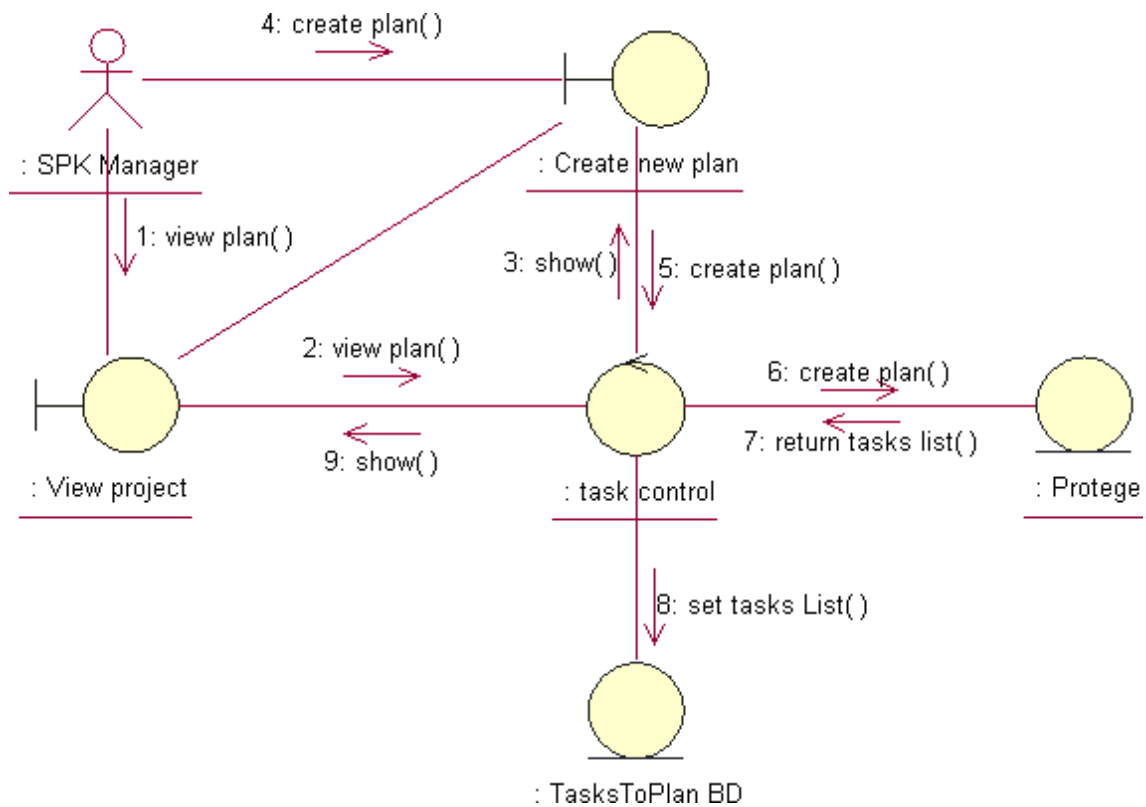 4: create plan( )
: SPK Manager
: Create new plan
1: view plan( )
3: show( )
5: create plan( )
2: view plan( )
6: create plan( )
9: show( )
7: return tasks list( )
: View project
: task control
: Protege
8: set tasks List( )
: TasksToPlan BD